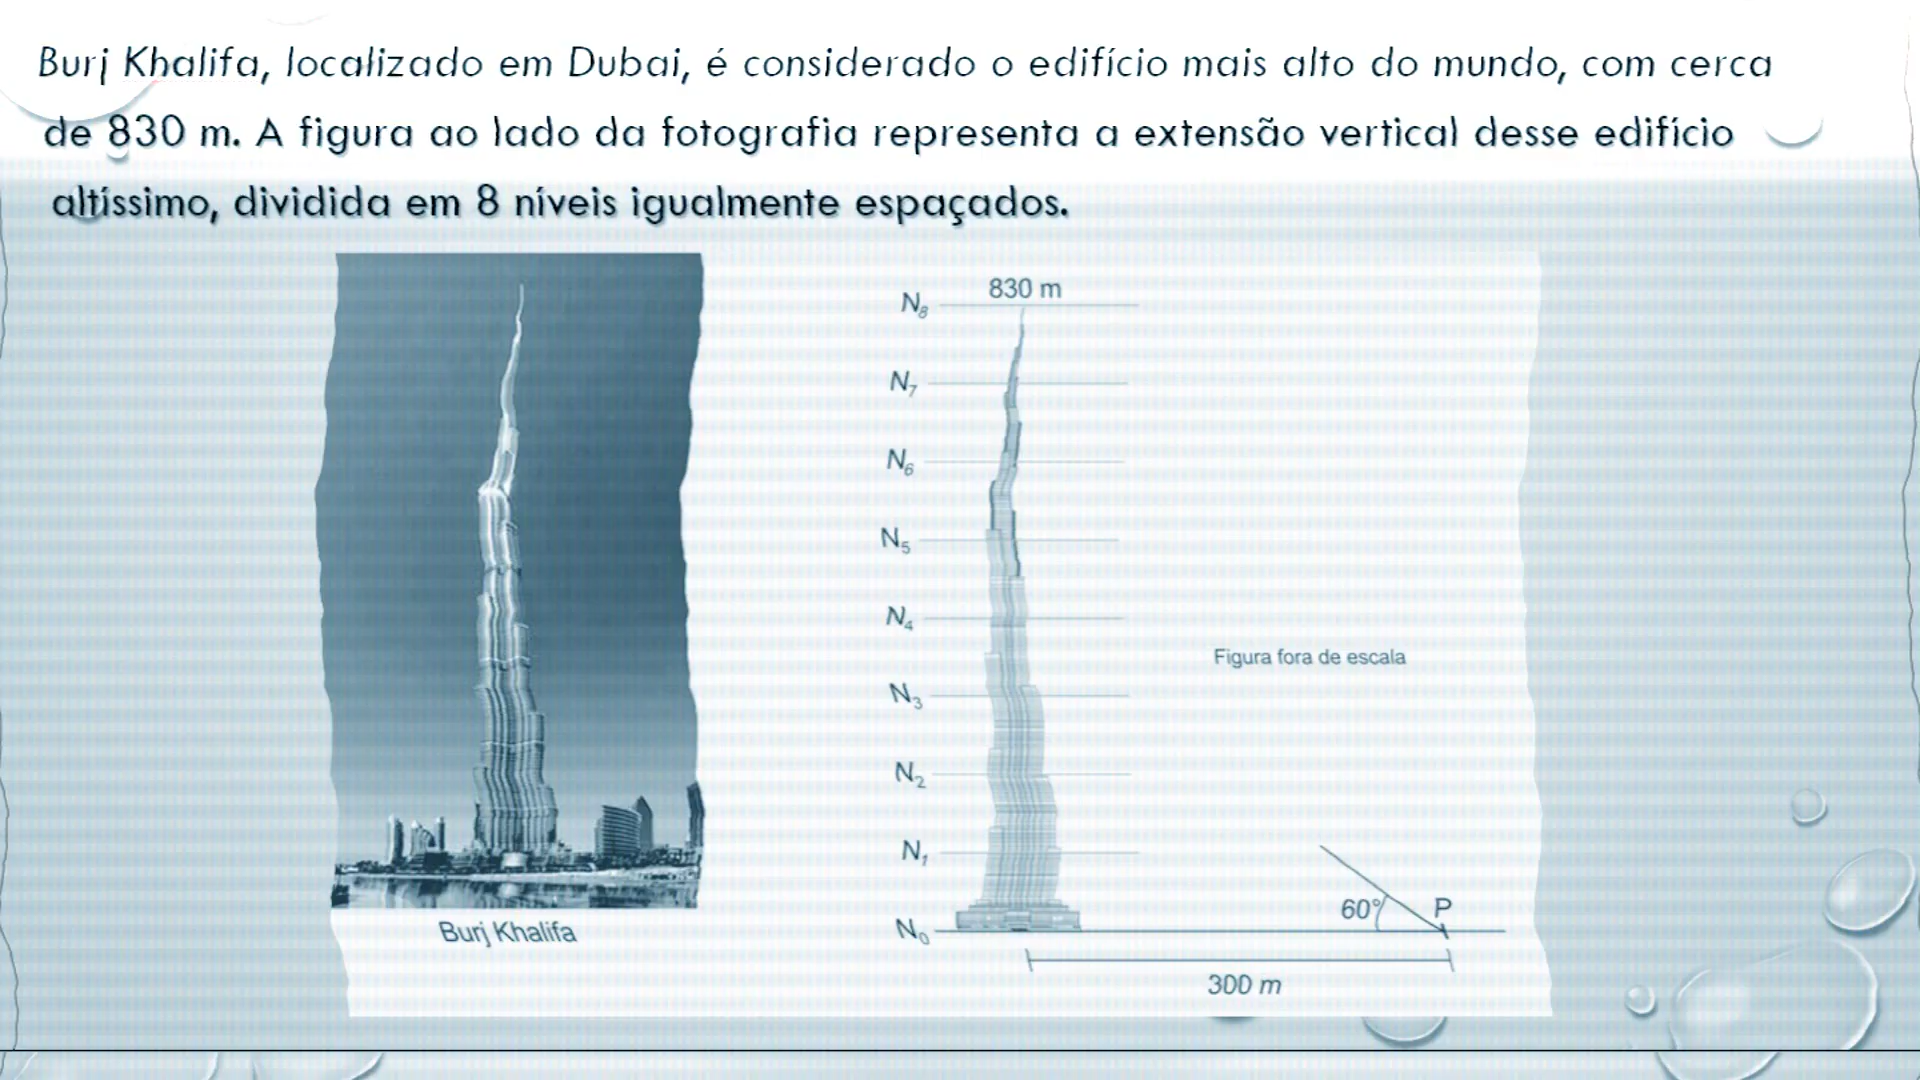 Burj Khalifa, localizado em Dubai, é considerado o edifício mais alto do mundo, com cerca
de 830 m. A figura ao lado da fotografia representa a extensão vertical desse edifício
altíssimo, dividida em 8 níveis igualmente espaçados.
830 m
N8
N7
N6
N5
N4
Figura fora de escala
N3
N2
N1
60° P
N0
Burj Khalifa
300 m